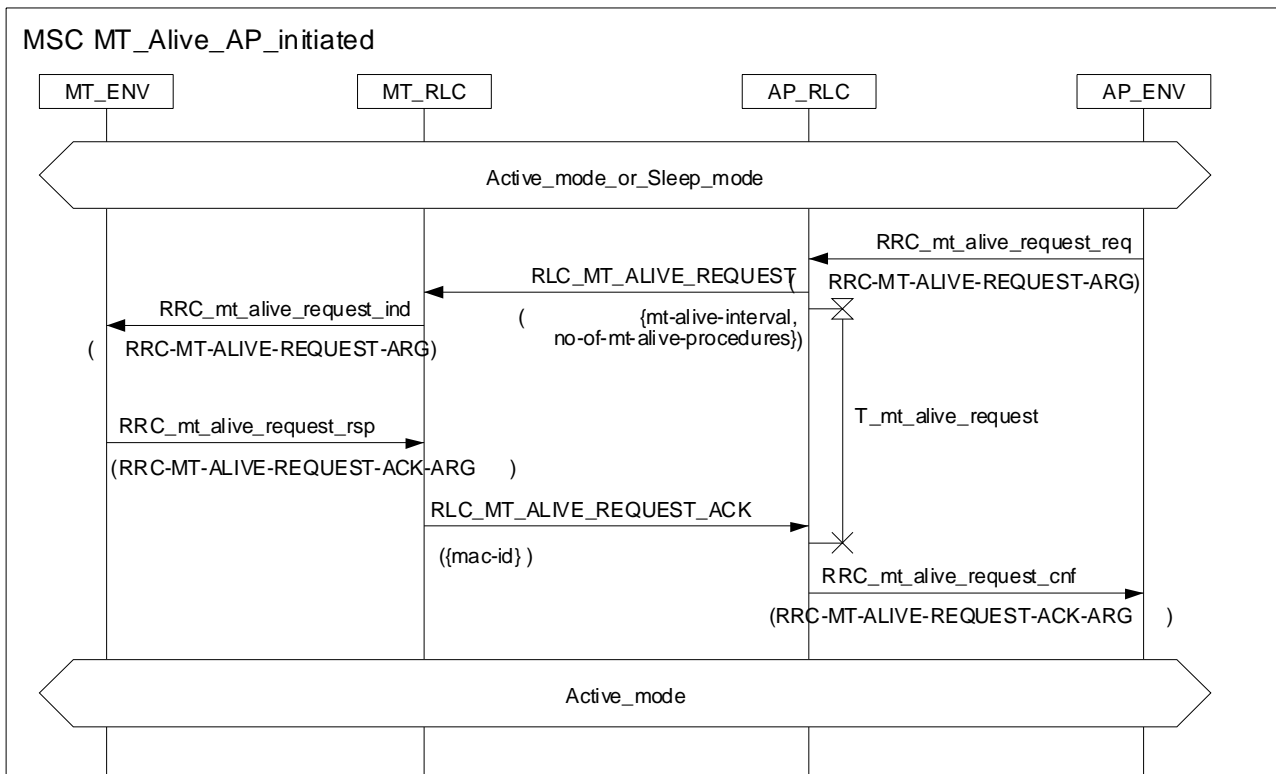 MSC MT_Alive_AP_initiated
MT_ENV MT_RLC AP_RLC AP_ENV
Active_mode_or_Sleep_mode
RRC_mt_alive_request_req
RLC_MT_ALIVE_REQUEST
( RRC-MT-ALIVE-REQUEST-ARG)
RRC_mt_alive_request_ind
( {mt-alive-interval,
no-of-mt-alive-procedures})
( RRC-MT-ALIVE-REQUEST-ARG)
T_mt_alive_request
RRC_mt_alive_request_rsp
(RRC-MT-ALIVE-REQUEST-ACK-ARG )
RLC_MT_ALIVE_REQUEST_ACK
({mac-id} )
RRC_mt_alive_request_cnf
(RRC-MT-ALIVE-REQUEST-ACK-ARG )
Active_mode